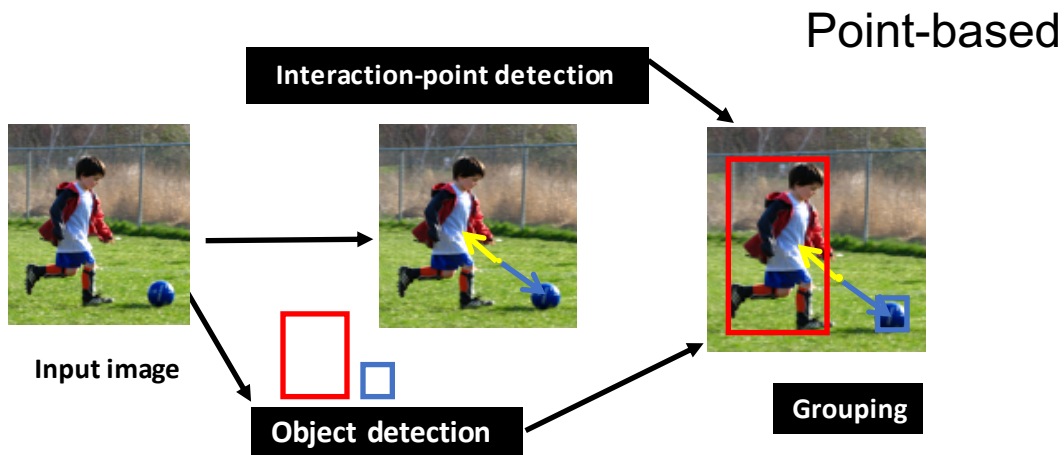 Point-based
Interaction-point detection
Input image
Object detection
Grouping